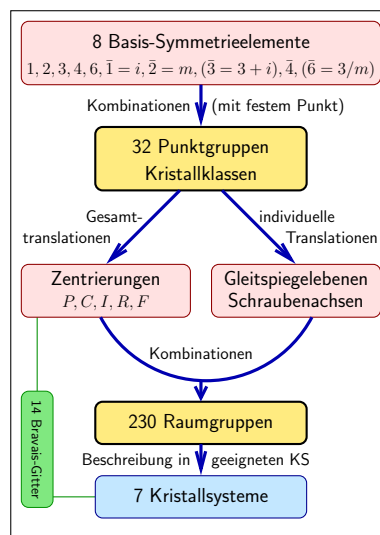 8 Basis-Symmetrieelemente
1, 2, 3, 4, 6, 1̄ = i, 2̄ = m, (3̄ = 3 + i), 4̄, (6̄ = 3/m)
Kombinationen (mit festem Punkt)
32 Punktgruppen
Kristallklassen
Gesamt-
translationen
individuelle
Translationen
Zentrierungen
P, C, I, R, F
Gleitspiegelebenen
Schraubenachsen
Kombinationen
14 Bravais-Gitter
230 Raumgruppen
Beschreibung in geeigneten KS
7 Kristallsysteme